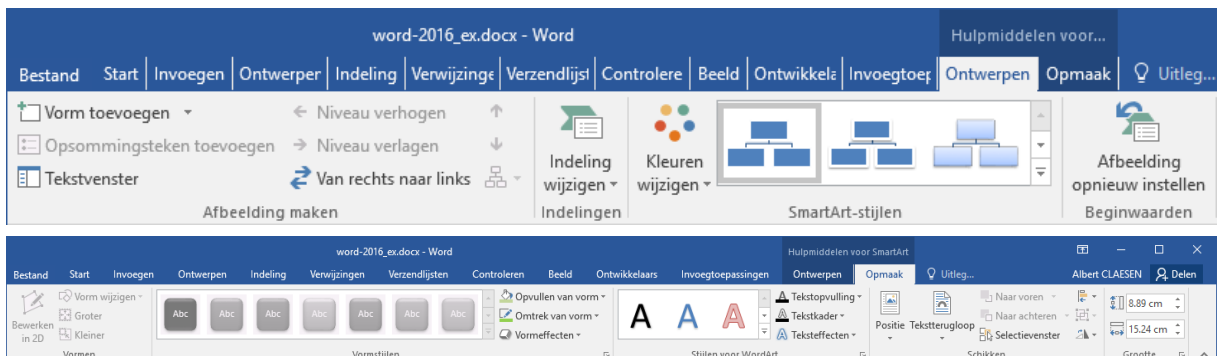 word-2016_ex.docx - Word Hulpmiddelen voor...
Bestand Start Invoegen Ontwerper Indeling Verwijzinge Verzendlijst Controlere Beeld Ontwikkela Invoegtoep Ontwerpen Opmaak Uitleg...
Vorm toevoegen Niveau verhogen
Opsommingsteken toevoegen Niveau verlagen
Tekstvenster Van rechts naar links
Indeling wijzigen
Kleuren wijzigen
Afbeelding opnieuw instellen
Afbeelding maken Indelingen SmartArt-stijlen Beginwaarden
word-2016_ex.docx - Word Hulpmiddelen voor SmartArt
Bestand Start Invoegen Ontwerpen Indeling Verwijzingen Verzendlijsten Controleren Beeld Ontwikkelaars Invoegtoepassingen Ontwerpen Opmaak Uitleg... Albert CLAESEN Delen
Bewerken in 2D
Vorm wijzigen
Groter
Kleiner
Abc Abc Abc Abc Abc Abc Abc
Opvullen van vorm
Omtrek van vorm
Vormeffecten
A A A
Tekstopvulling
Tekstkader
Teksteffecten
Positie Tekstterugloop
Naar voren
Naar achteren
Selectievenster
8.89 cm
15.24 cm
Vormen Vormstijlen Stijlen voor WordArt Schikken Grootte